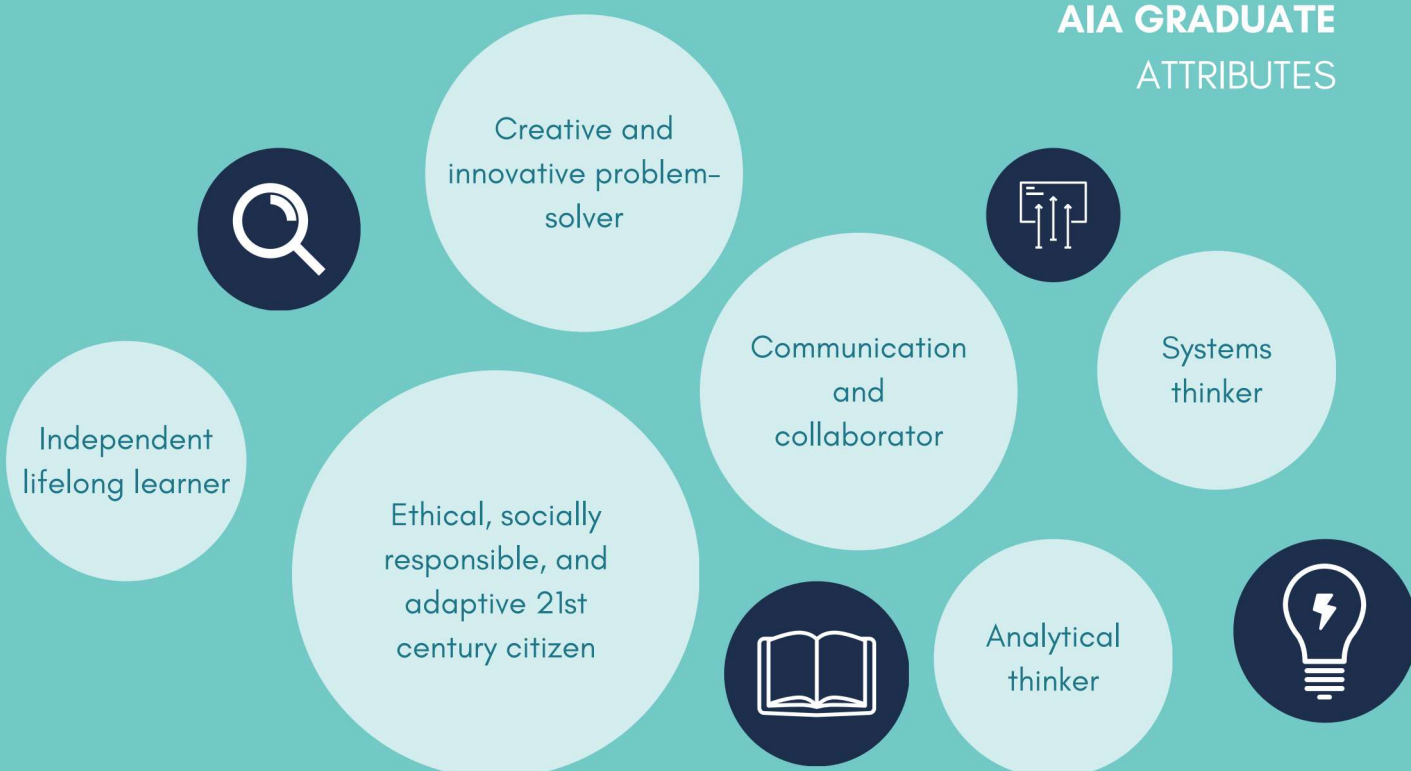 AIA GRADUATE
ATTRIBUTES
Creative and
innovative problem-
solver
Communication
and
collaborator
Systems
thinker
Independent
lifelong learner
Ethical, socially
responsible, and
adaptive 21st
century citizen
Analytical
thinker